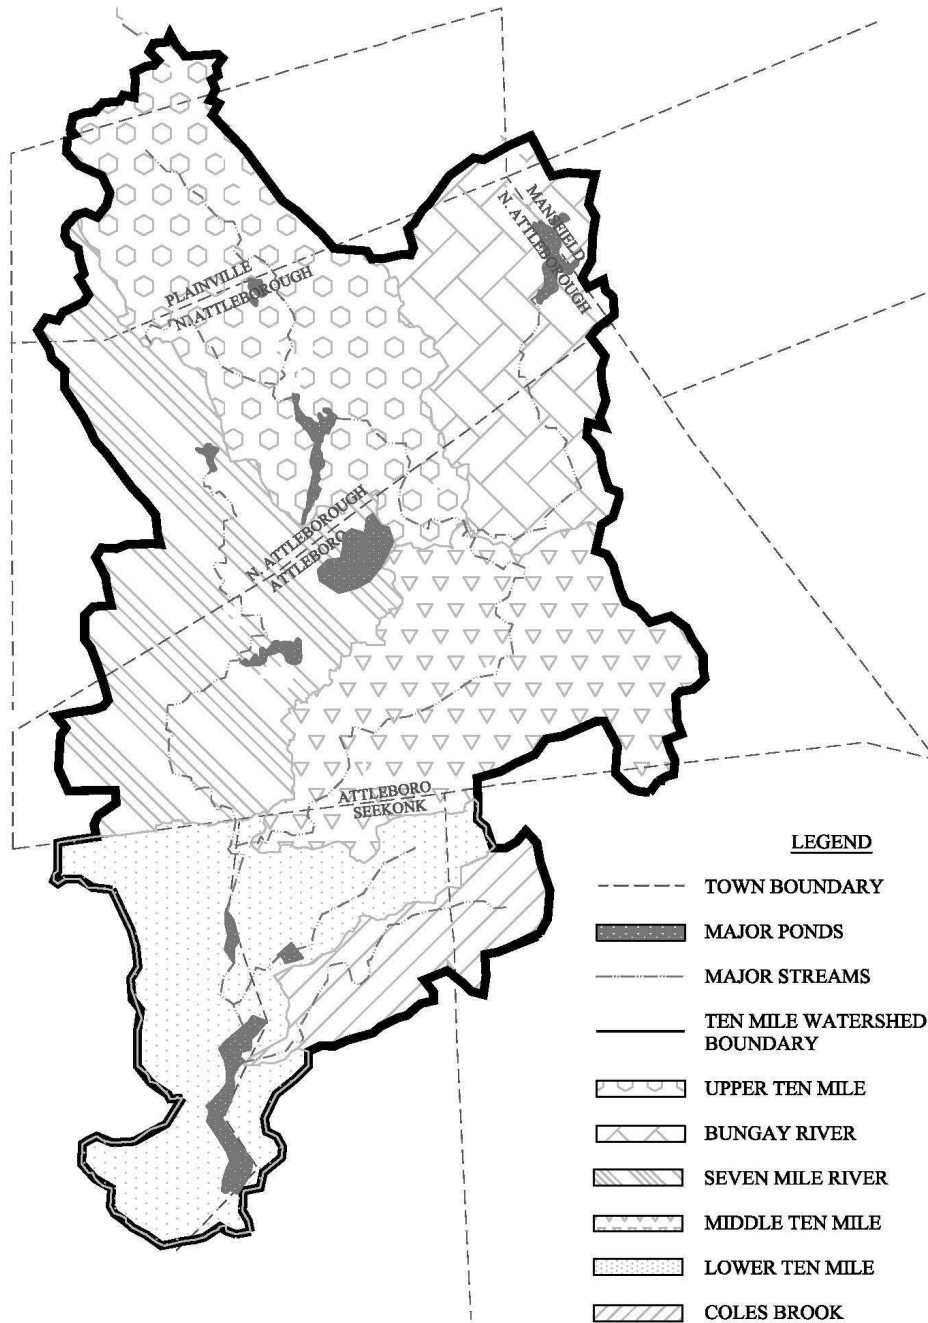 MANSFIELD
N. ATTLEBOROUGH
PLAINVILLE
N. ATTLEBOROUGH
N. ATTLEBOROUGH
ATTLEBORO
ATTLEBORO
SEEKONK
LEGEND
TOWN BOUNDARY
MAJOR PONDS
MAJOR STREAMS
TEN MILE WATERSHED
BOUNDARY
UPPER TEN MILE
BUNGAY RIVER
SEVEN MILE RIVER
MIDDLE TEN MILE
LOWER TEN MILE
COLES BROOK